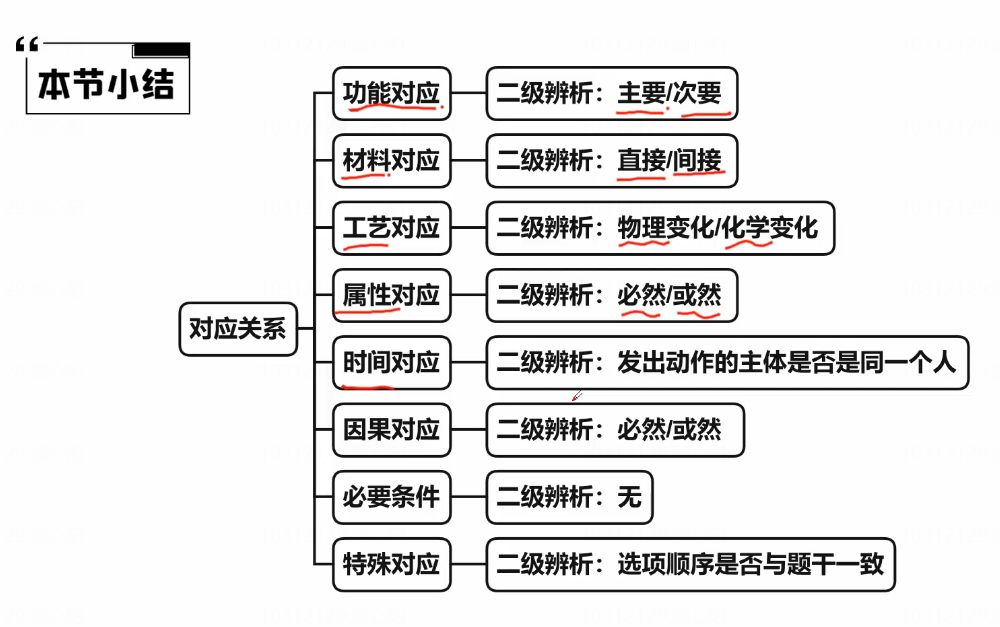 本节小结
对应关系
功能对应 二级辨析：主要/次要
材料对应 二级辨析：直接/间接
工艺对应 二级辨析：物理变化/化学变化
属性对应 二级辨析：必然/或然
时间对应 二级辨析：发出动作的主体是否是同一个人
因果对应 二级辨析：必然/或然
必要条件 二级辨析：无
特殊对应 二级辨析：选项顺序是否与题干一致